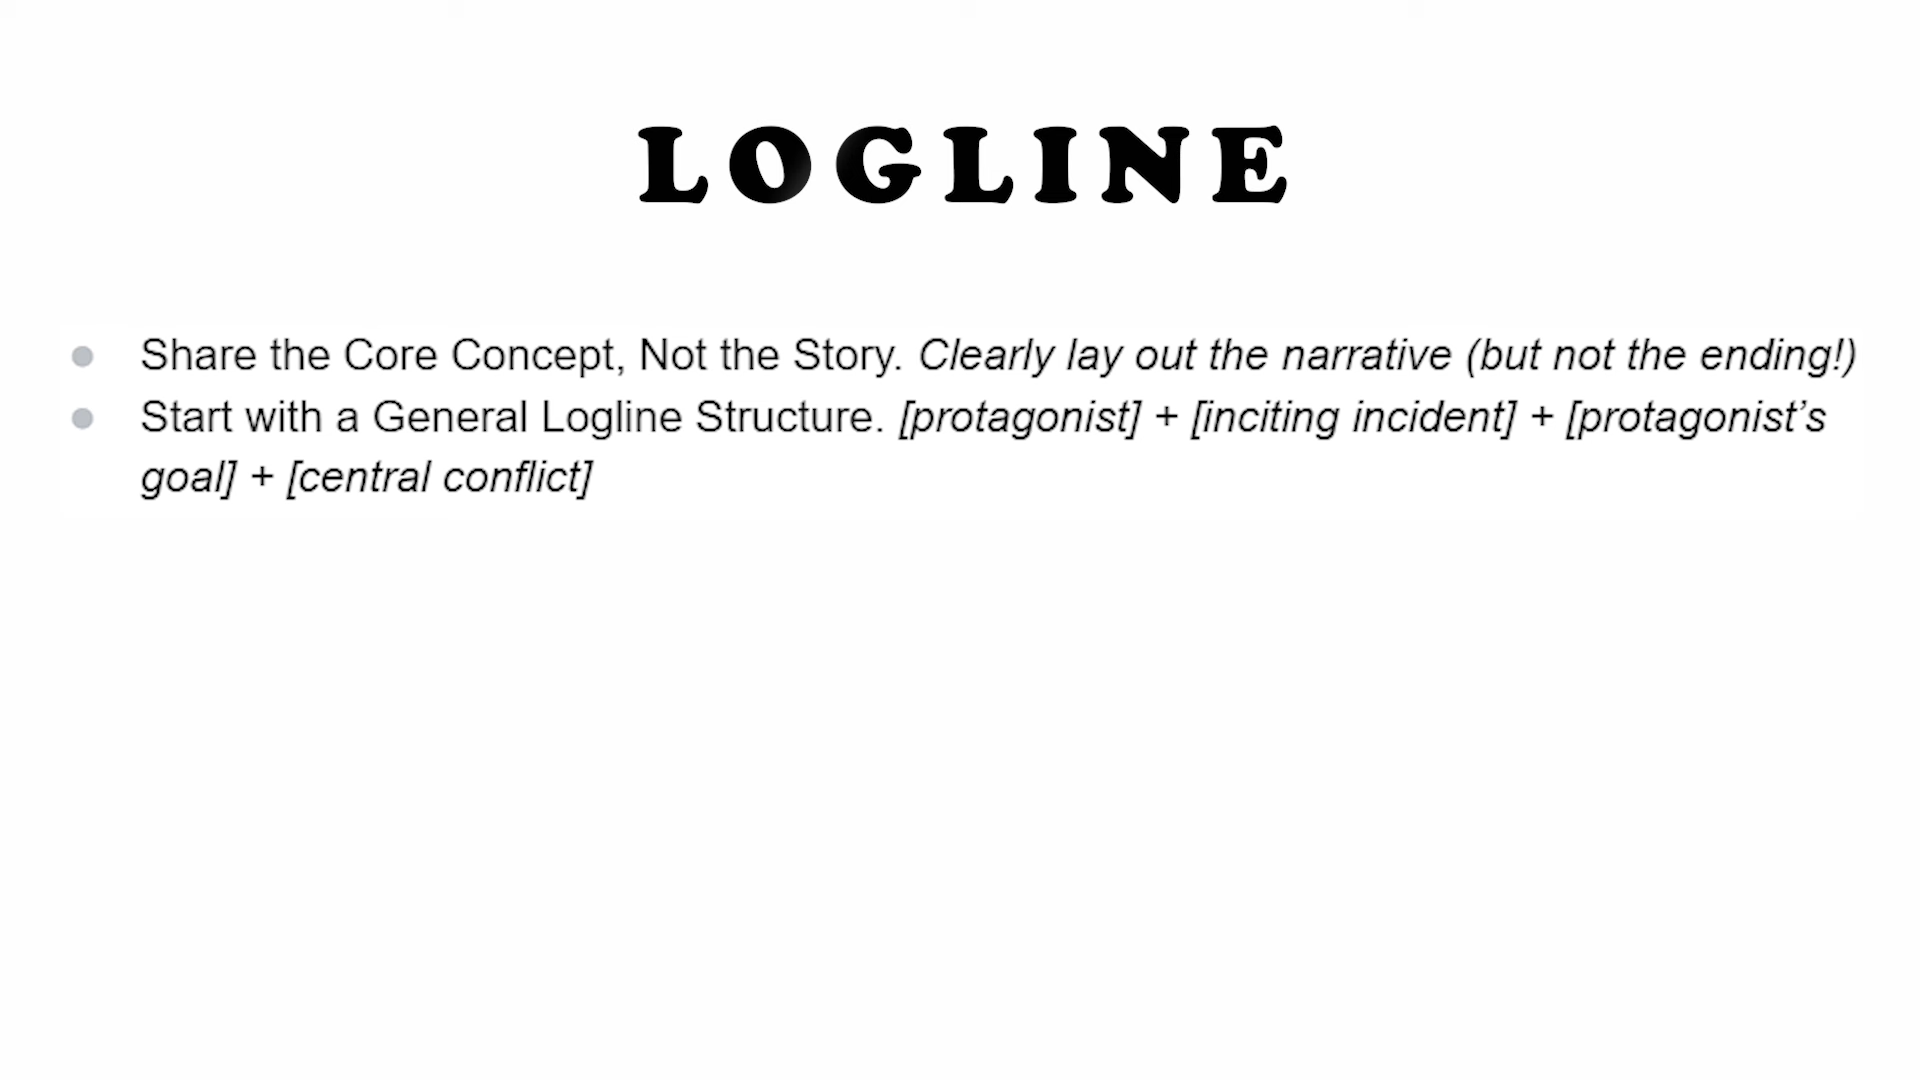 LOGLINE
Share the Core Concept, Not the Story. Clearly lay out the narrative (but not the ending!)
Start with a General Logline Structure. [protagonist] + [inciting incident] + [protagonist’s
goal] + [central conflict]